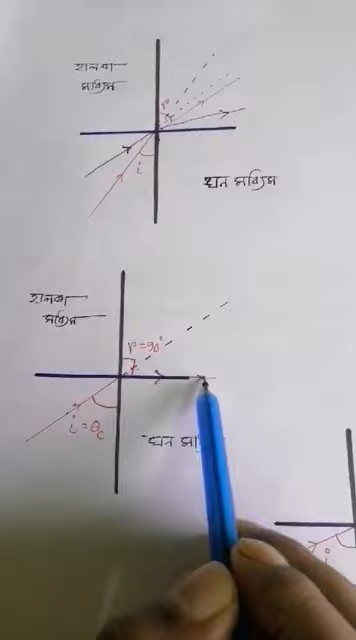 হালকা
মাধ্যম
r
i
ঘন মাধ্যম
হালকা
মাধ্যম
r = 90°
i = θc
ঘন মা
i